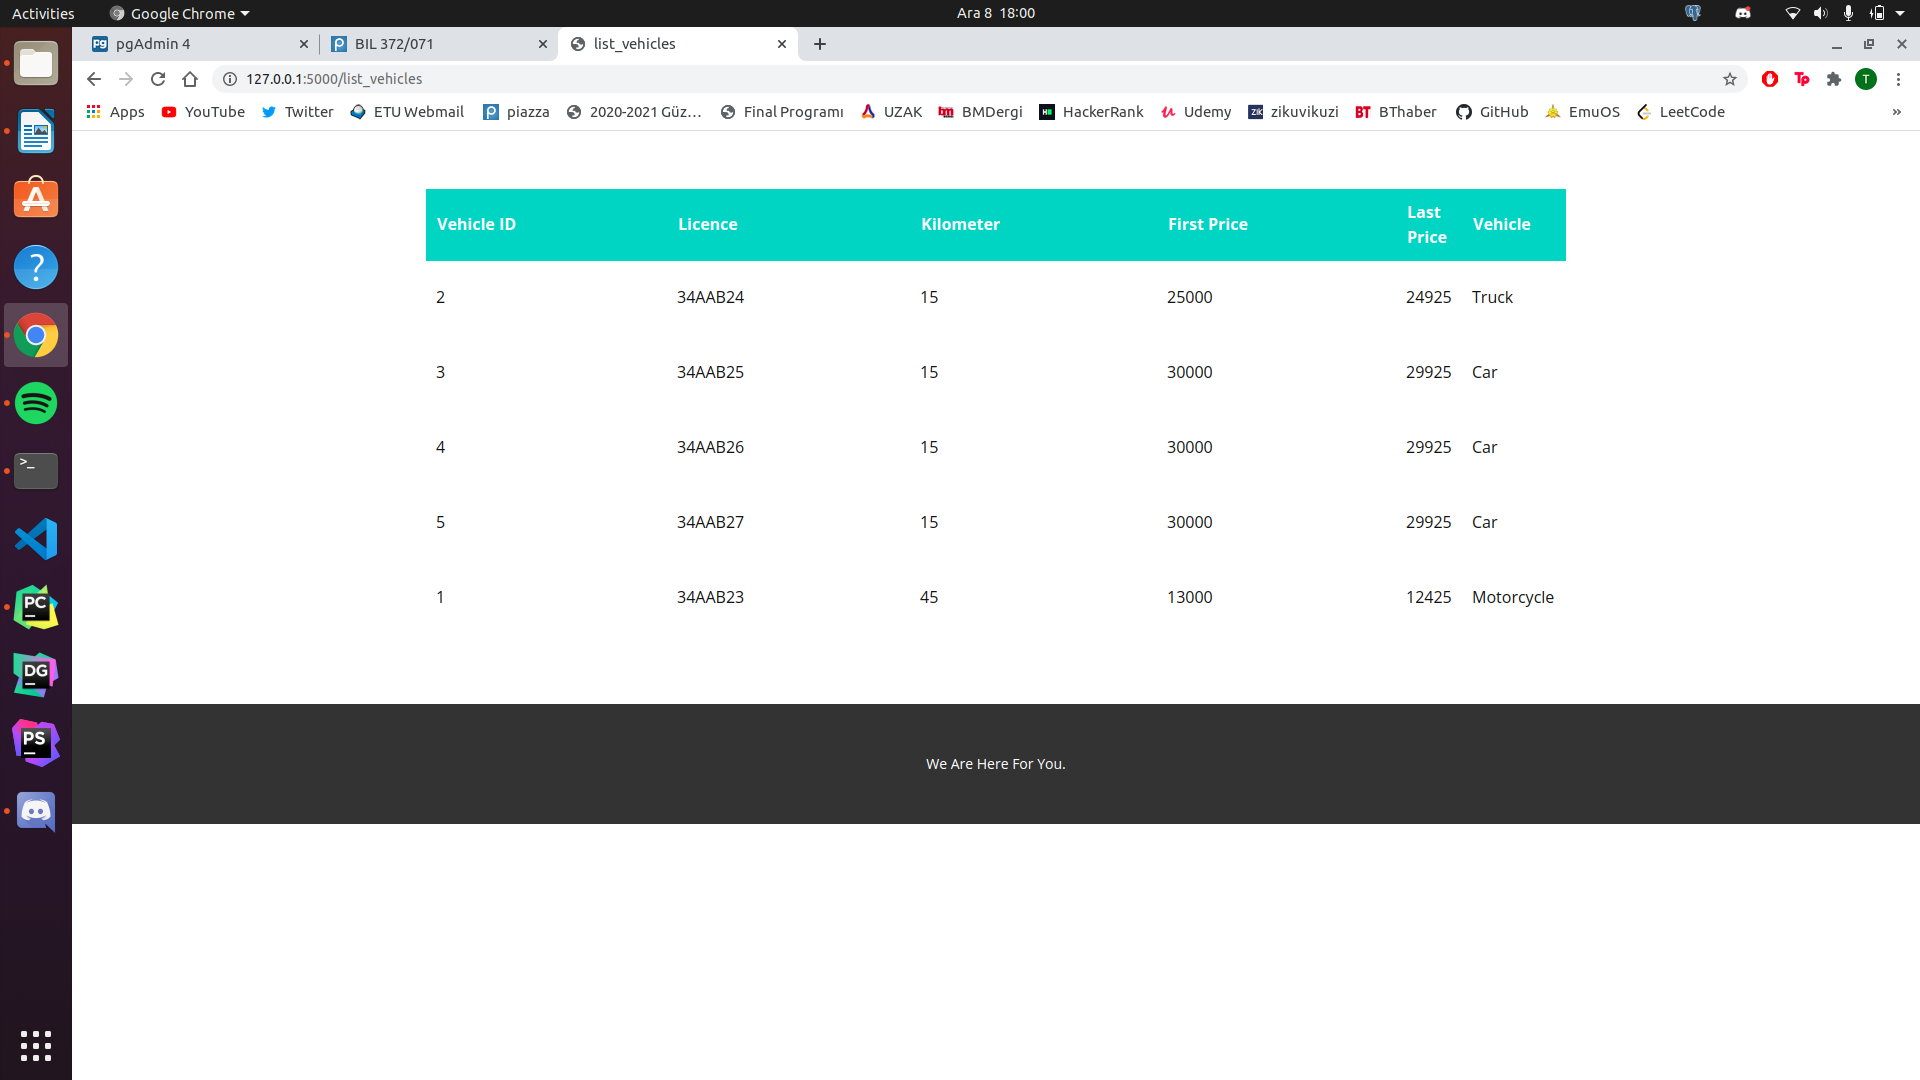 Activities Google Chrome Ara 8 18:00
pgAdmin 4 BIL 372/071 list_vehicles
127.0.0.1:5000/list_vehicles T
Apps YouTube Twitter ETU Webmail piazza 2020-2021 Güz... Final Programı UZAK BMDergi HackerRank Udemy zikuvikuzi BThaber GitHub EmuOS LeetCode »
Vehicle ID Licence Kilometer First Price Last Price Vehicle
2 34AAB24 15 25000 24925 Truck
3 34AAB25 15 30000 29925 Car
4 34AAB26 15 30000 29925 Car
5 34AAB27 15 30000 29925 Car
1 34AAB23 45 13000 12425 Motorcycle
We Are Here For You.
PC
DG
PS